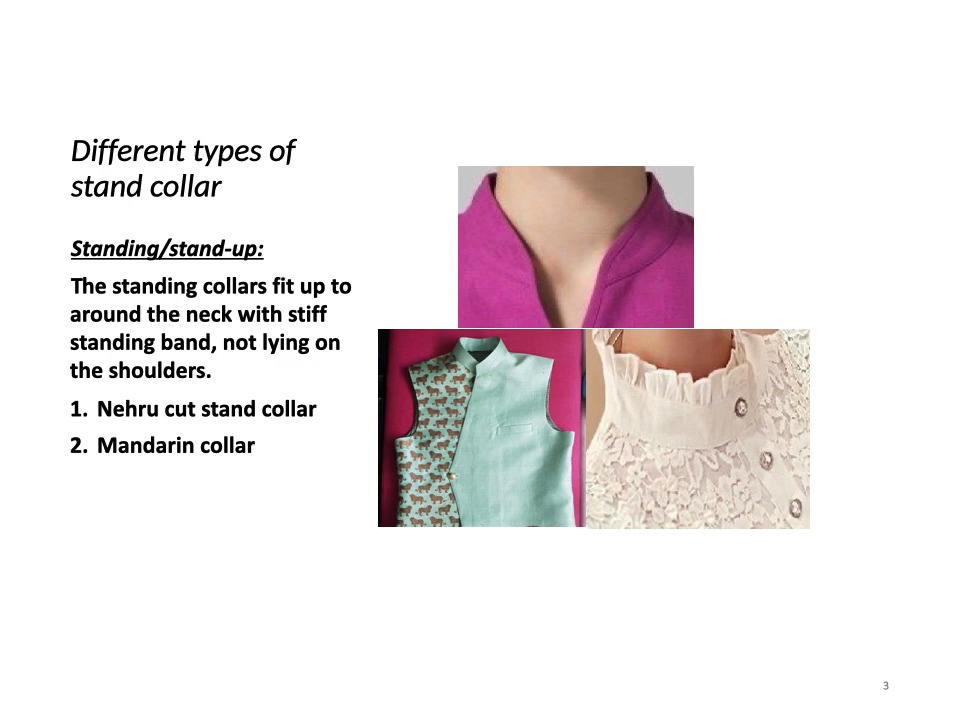 Different types of
stand collar
Standing/stand-up:
The standing collars fit up to
around the neck with stiff
standing band, not lying on
the shoulders.
1. Nehru cut stand collar
2. Mandarin collar
3